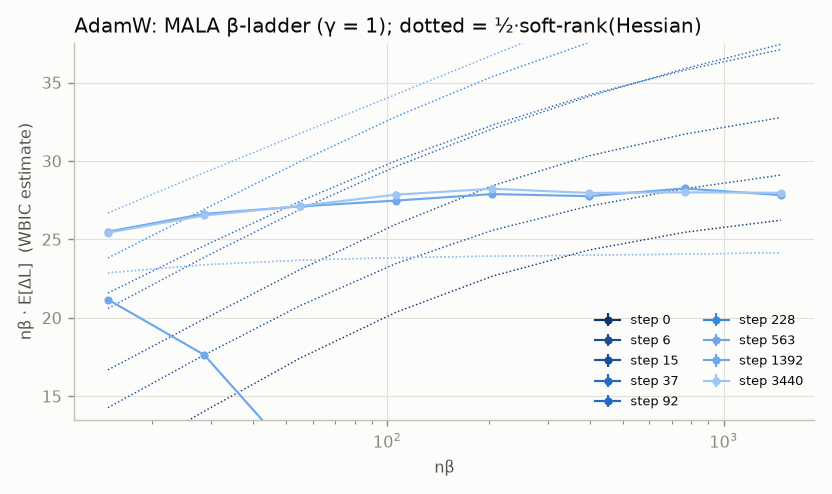 AdamW: MALA β-ladder (γ = 1); dotted = ½·soft-rank(Hessian)
nβ · E[ΔL]  (WBIC estimate)
35
30
25
20
15
step 0
step 6
step 15
step 37
step 92
step 228
step 563
step 1392
step 3440
10²
10³
nβ